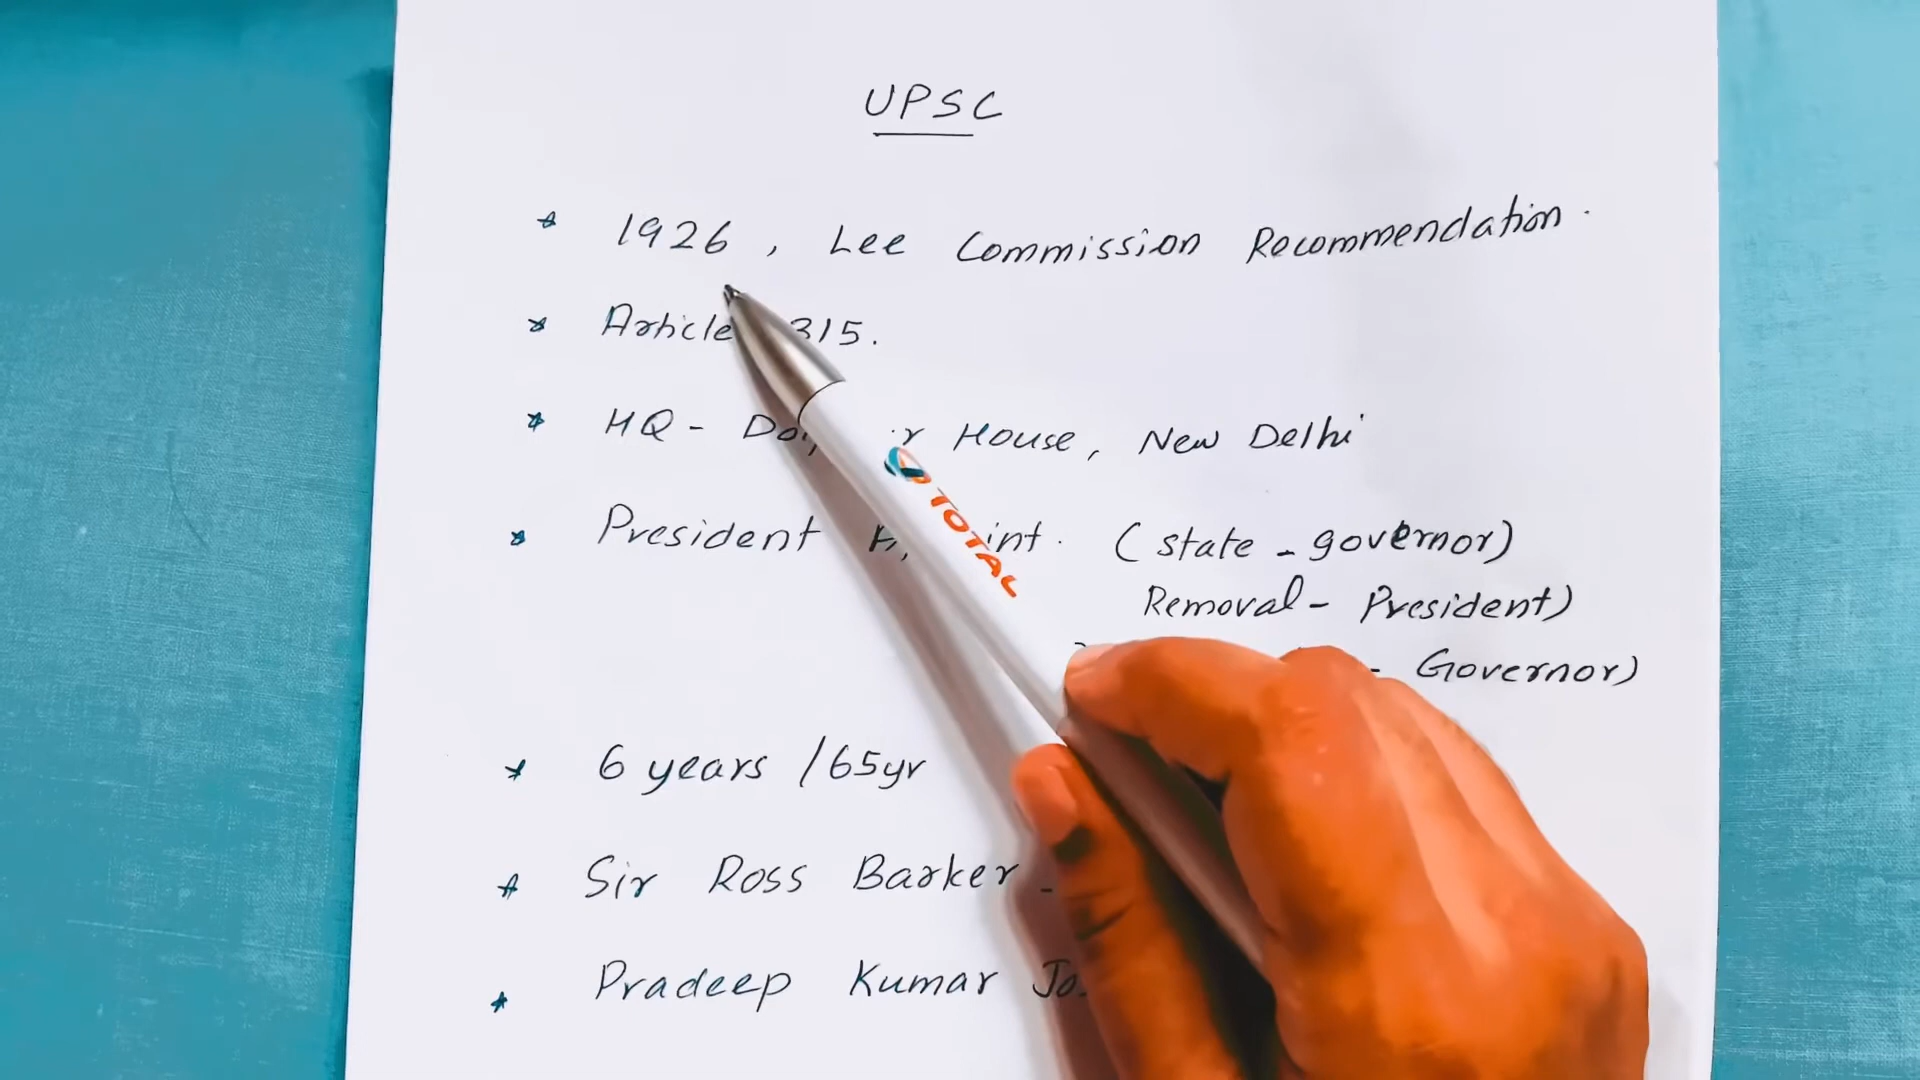 UPSC
* 1926, Lee Commission Recommendation.
* Article 315.
* HQ - House, New Delhi
* President (state - governor)
Removal - President)
- Governor)
* 6 years / 65yr
* Sir Ross Barker -
* Pradeep Kumar
TOTAL